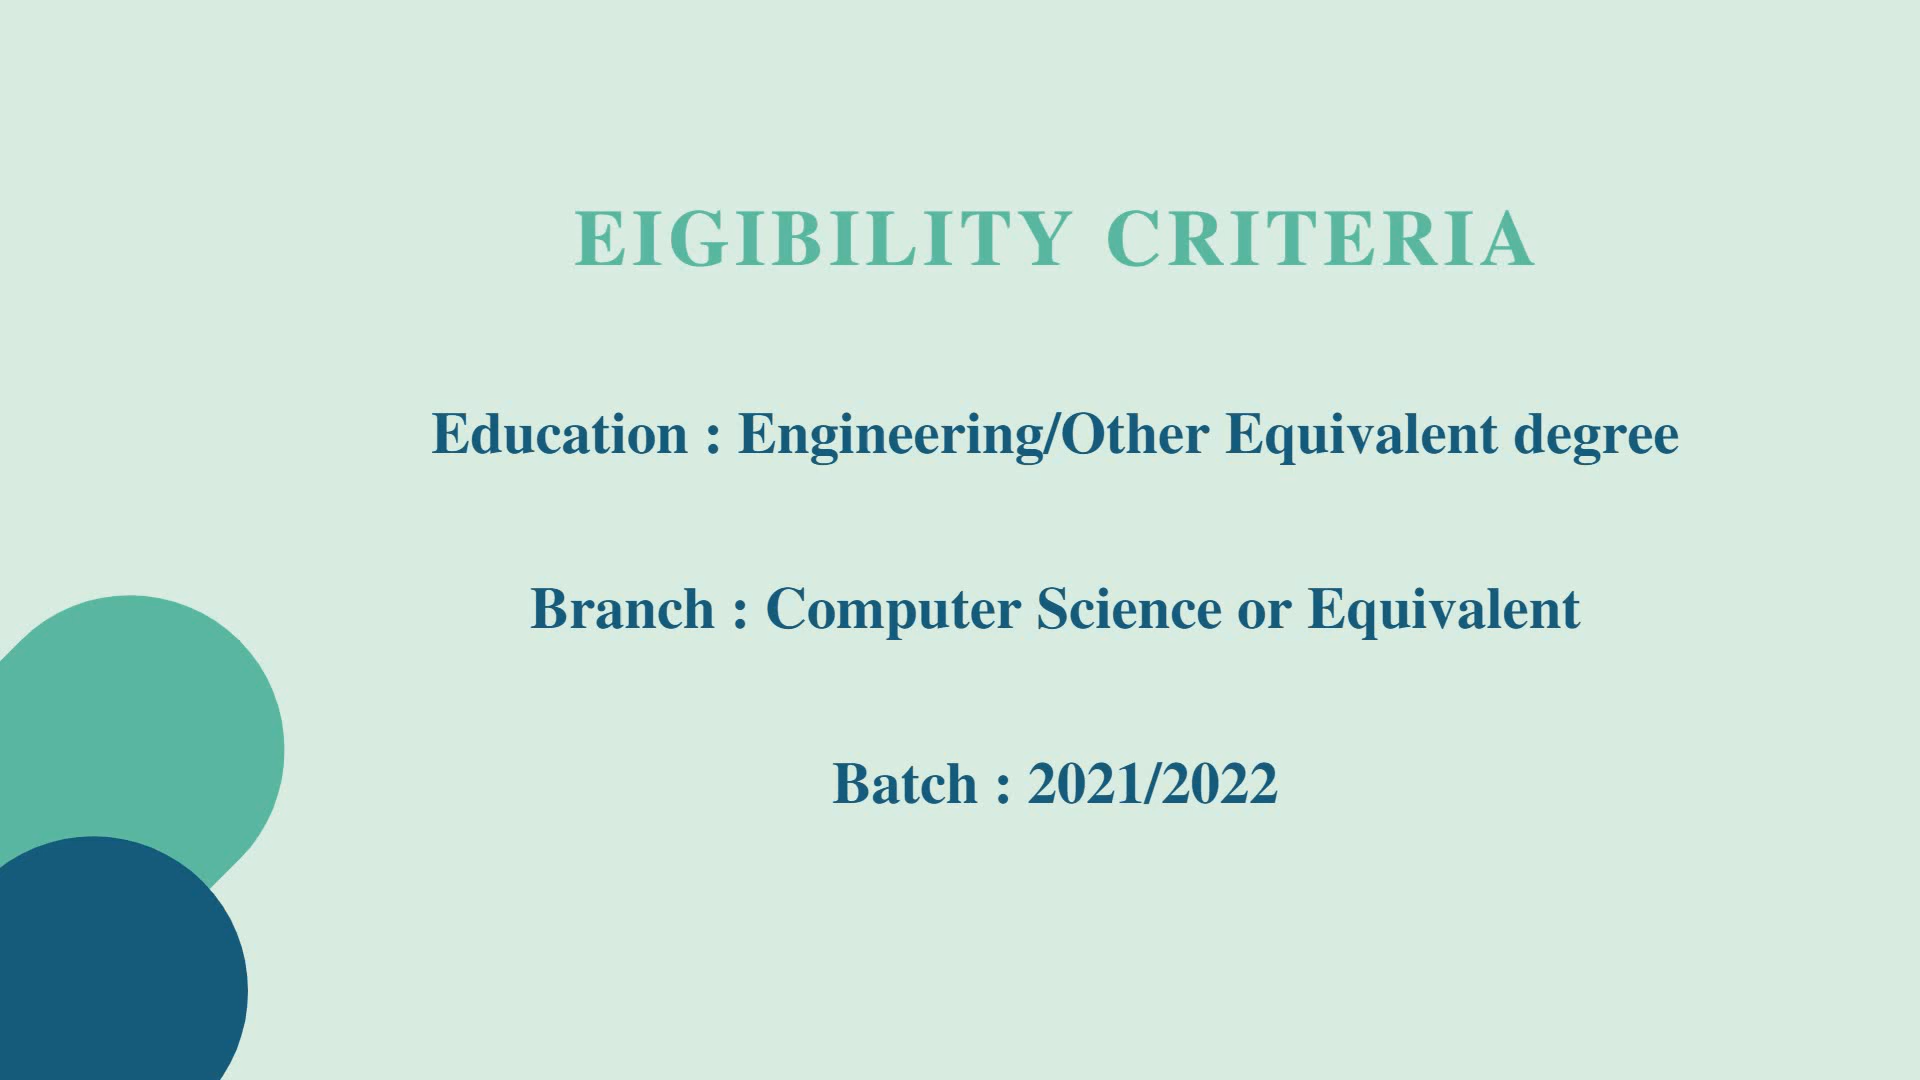 EIGIBILITY CRITERIA
Education : Engineering/Other Equivalent degree
Branch : Computer Science or Equivalent
Batch : 2021/2022